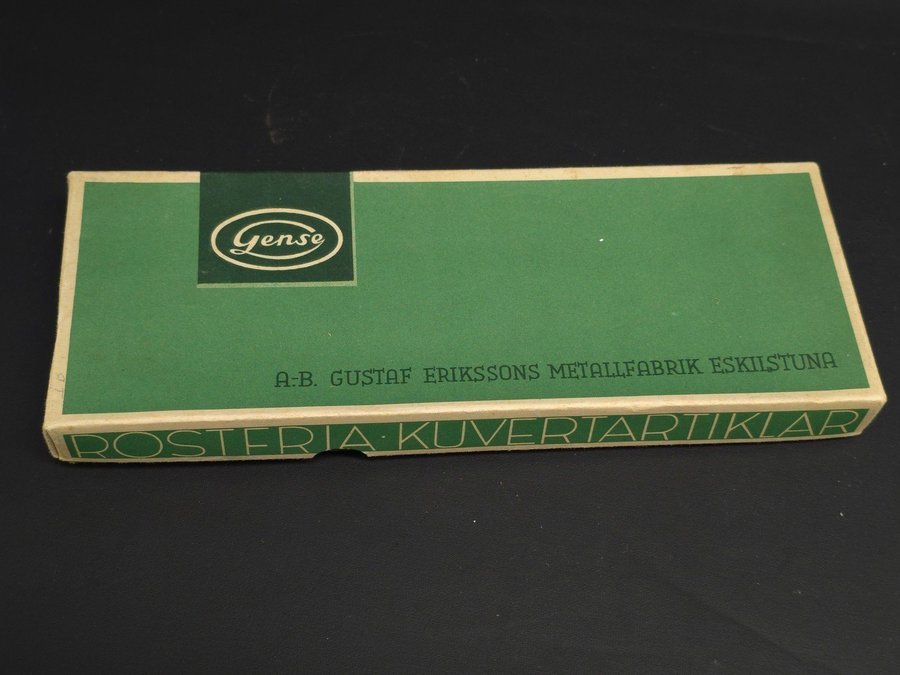 Gense
A.-B. GUSTAF ERIKSSONS METALLFABRIK ESKILSTUNA
ROSTFRIA · KUVERTARTIKLAR